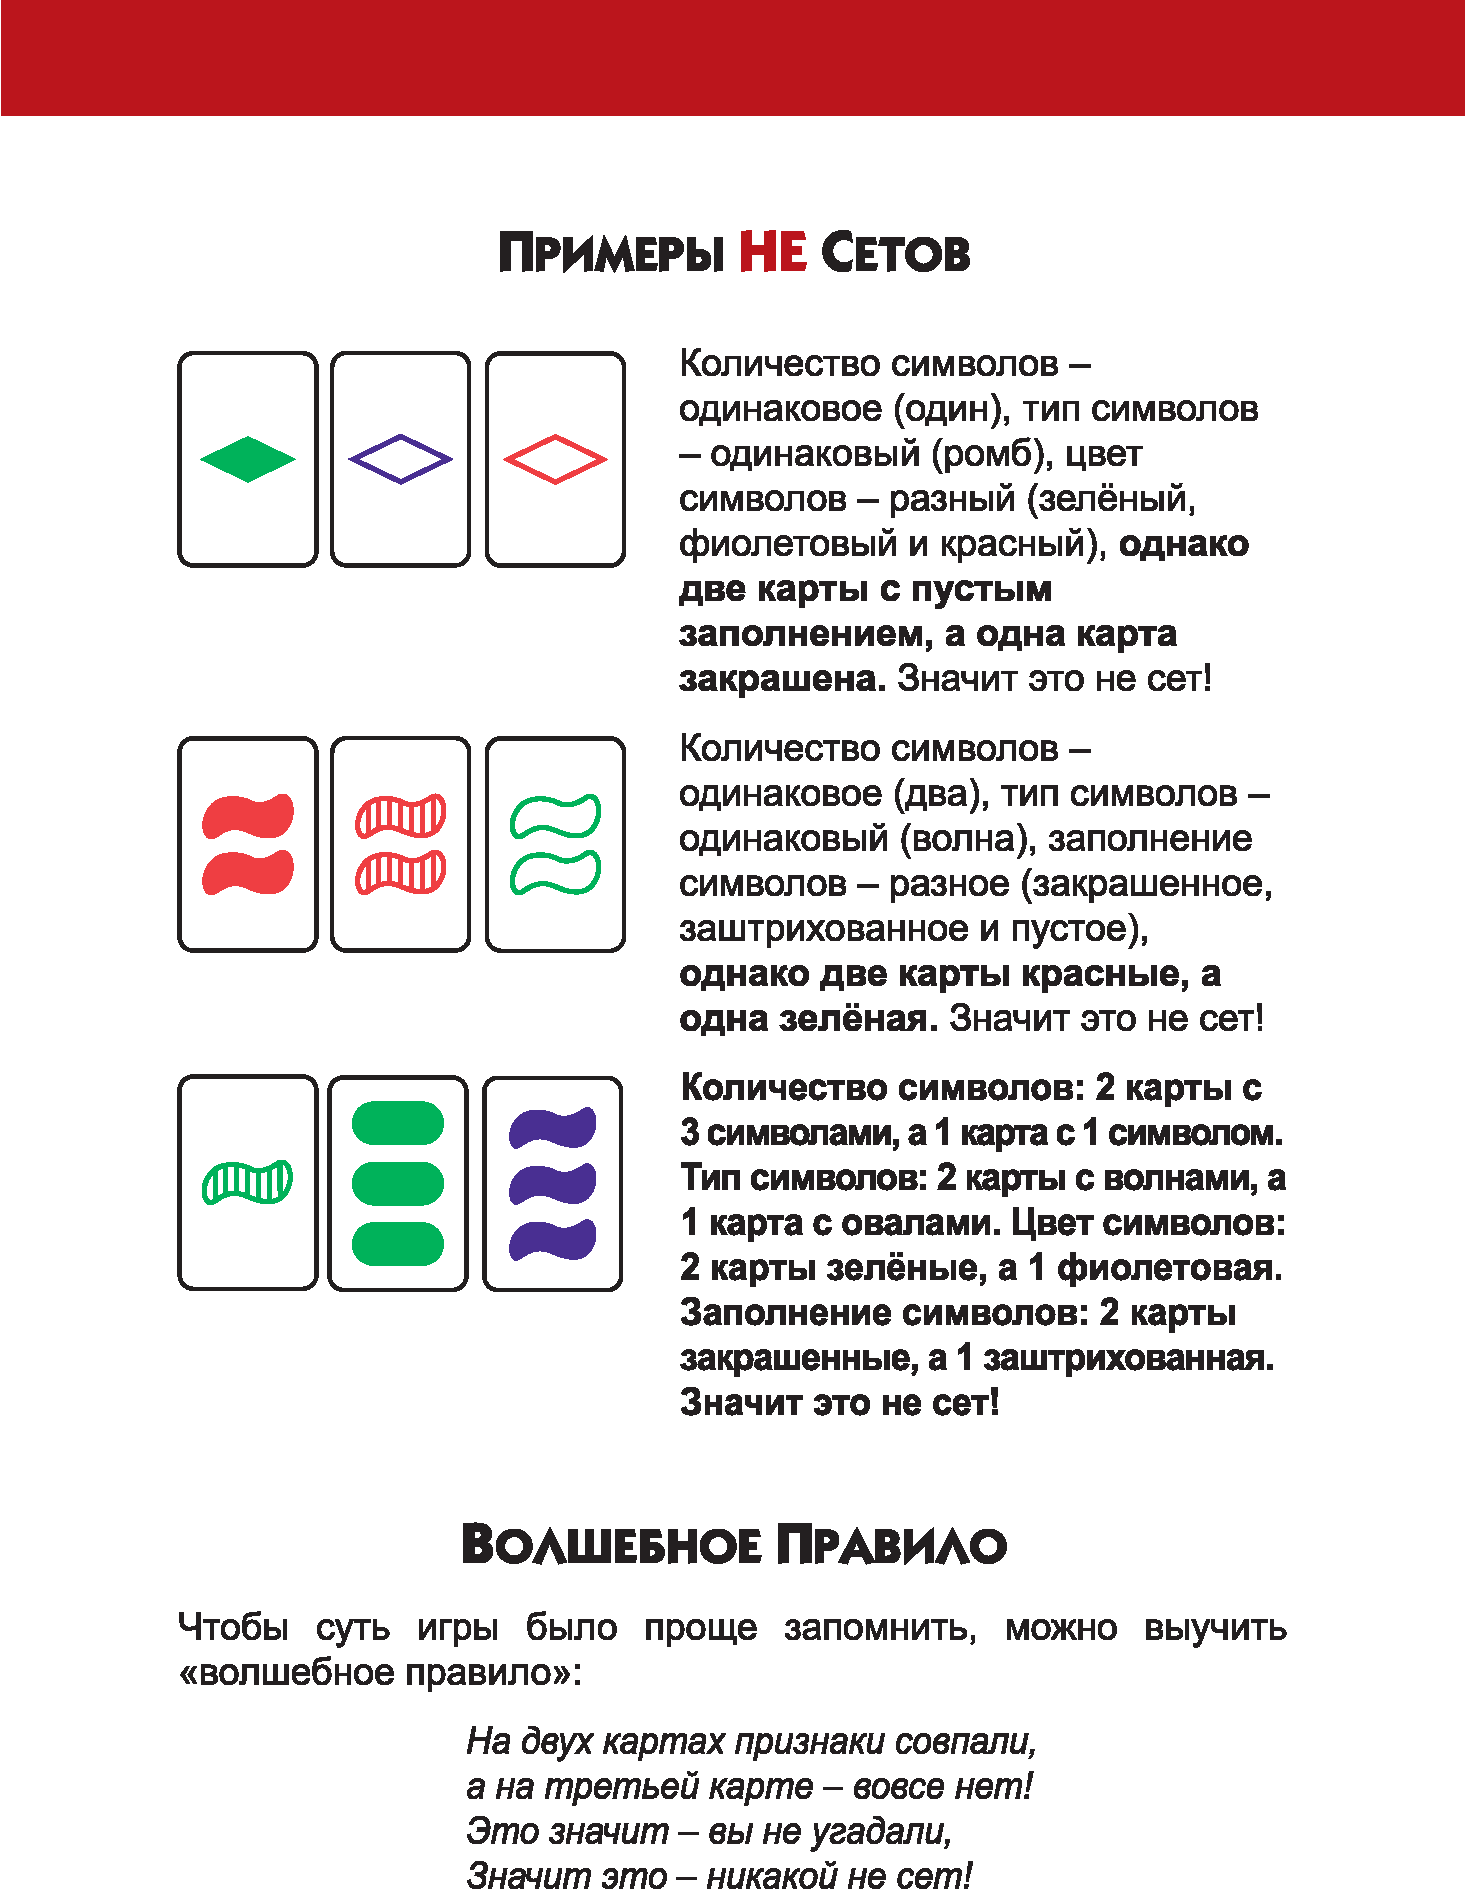 Примеры НЕ Сетов
Количество символов –
одинаковое (один), тип символов
– одинаковый (ромб), цвет
символов – разный (зелёный,
фиолетовый и красный), однако
две карты с пустым
заполнением, а одна карта
закрашена. Значит это не сет!
Количество символов –
одинаковое (два), тип символов –
одинаковый (волна), заполнение
символов – разное (закрашенное,
заштрихованное и пустое),
однако две карты красные, а
одна зелёная. Значит это не сет!
Количество символов: 2 карты с
3 символами, а 1 карта с 1 символом.
Тип символов: 2 карты с волнами, а
1 карта с овалами. Цвет символов:
2 карты зелёные, а 1 фиолетовая.
Заполнение символов: 2 карты
закрашенные, а 1 заштрихованная.
Значит это не сет!
Волшебное Правило
Чтобы суть игры было проще запомнить, можно выучить
«волшебное правило»:
На двух картах признаки совпали,
а на третьей карте – вовсе нет!
Это значит – вы не угадали,
Значит это – никакой не сет!